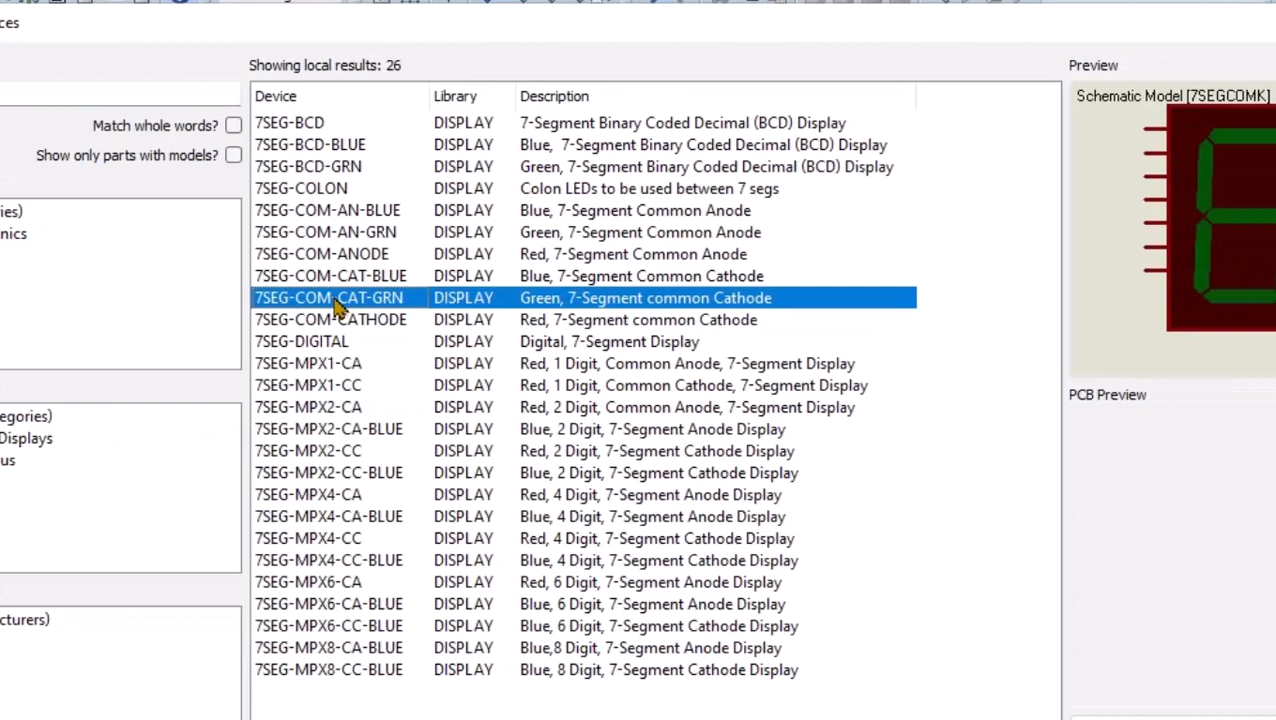 ces
Showing local results: 26
Preview
Device Library Description
Schematic Model [7SEGCOMK]
Match whole words?
Show only parts with models?
7SEG-BCD DISPLAY 7-Segment Binary Coded Decimal (BCD) Display
7SEG-BCD-BLUE DISPLAY Blue, 7-Segment Binary Coded Decimal (BCD) Display
7SEG-BCD-GRN DISPLAY Green, 7-Segment Binary Coded Decimal (BCD) Display
7SEG-COLON DISPLAY Colon LEDs to be used between 7 segs
7SEG-COM-AN-BLUE DISPLAY Blue, 7-Segment Common Anode
7SEG-COM-AN-GRN DISPLAY Green, 7-Segment Common Anode
7SEG-COM-ANODE DISPLAY Red, 7-Segment Common Anode
7SEG-COM-CAT-BLUE DISPLAY Blue, 7-Segment Common Cathode
7SEG-COM-CAT-GRN DISPLAY Green, 7-Segment common Cathode
7SEG-COM-CATHODE DISPLAY Red, 7-Segment common Cathode
7SEG-DIGITAL DISPLAY Digital, 7-Segment Display
7SEG-MPX1-CA DISPLAY Red, 1 Digit, Common Anode, 7-Segment Display
7SEG-MPX1-CC DISPLAY Red, 1 Digit, Common Cathode, 7-Segment Display
7SEG-MPX2-CA DISPLAY Red, 2 Digit, Common Anode, 7-Segment Display
7SEG-MPX2-CA-BLUE DISPLAY Blue, 2 Digit, 7-Segment Anode Display
7SEG-MPX2-CC DISPLAY Red, 2 Digit, 7-Segment Cathode Display
7SEG-MPX2-CC-BLUE DISPLAY Blue, 2 Digit, 7-Segment Cathode Display
7SEG-MPX4-CA DISPLAY Red, 4 Digit, 7-Segment Anode Display
7SEG-MPX4-CA-BLUE DISPLAY Blue, 4 Digit, 7-Segment Anode Display
7SEG-MPX4-CC DISPLAY Red, 4 Digit, 7-Segment Cathode Display
7SEG-MPX4-CC-BLUE DISPLAY Blue, 4 Digit, 7-Segment Cathode Display
7SEG-MPX6-CA DISPLAY Red, 6 Digit, 7-Segment Anode Display
7SEG-MPX6-CA-BLUE DISPLAY Blue, 6 Digit, 7-Segment Anode Display
7SEG-MPX6-CC-BLUE DISPLAY Blue, 6 Digit, 7-Segment Cathode Display
7SEG-MPX8-CA-BLUE DISPLAY Blue,8 Digit, 7-Segment Anode Display
7SEG-MPX8-CC-BLUE DISPLAY Blue, 8 Digit, 7-Segment Cathode Display
ies)
nics
egories)
Displays
us
cturers)
PCB Preview